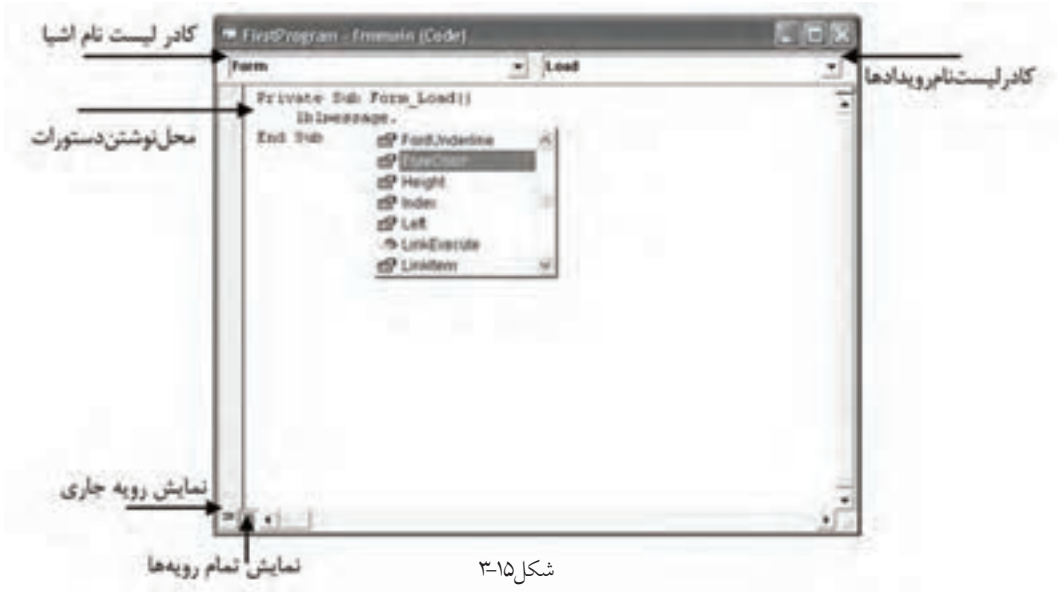 کادر لیست نام اشیا
FirstProgram - frmmain (Code)
Form
Load
کادر لیست نام رویدادها
Private Sub Form_Load()
lblmessage.
End Sub
محل نوشتن دستورات
FontUnderline
ForeColor
Height
Index
Left
LinkExecute
LinkItem
نمایش رویه جاری
نمایش تمام رویه‌ها
شکل ۱۵-۳